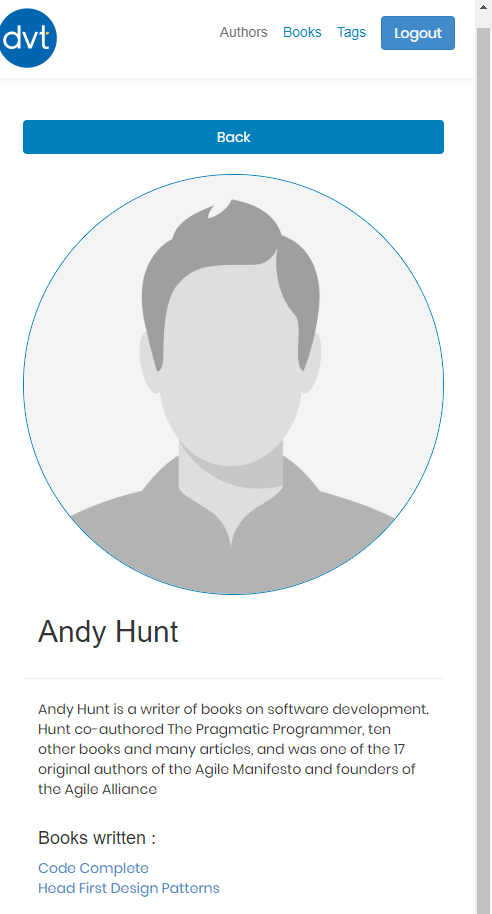 dvt
Authors Books Tags Logout
Back
Andy Hunt
Andy Hunt is a writer of books on software development.
Hunt co-authored The Pragmatic Programmer, ten
other books and many articles, and was one of the 17
original authors of the Agile Manifesto and founders of
the Agile Alliance
Books written :
Code Complete
Head First Design Patterns